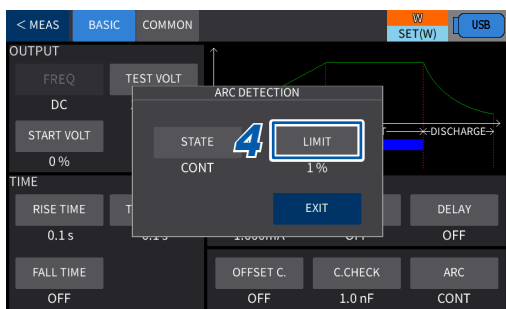 < MEAS BASIC COMMON W SET(W) USB
OUTPUT
FREQ TEST VOLT
DC
START VOLT
0 %
ARC DETECTION
STATE 4 LIMIT
CONT 1 %
EXIT
DISCHARGE
TIME
RISE TIME DELAY
0.1 s OFF
FALL TIME OFFSET C. C.CHECK ARC
OFF OFF 1.0 nF CONT